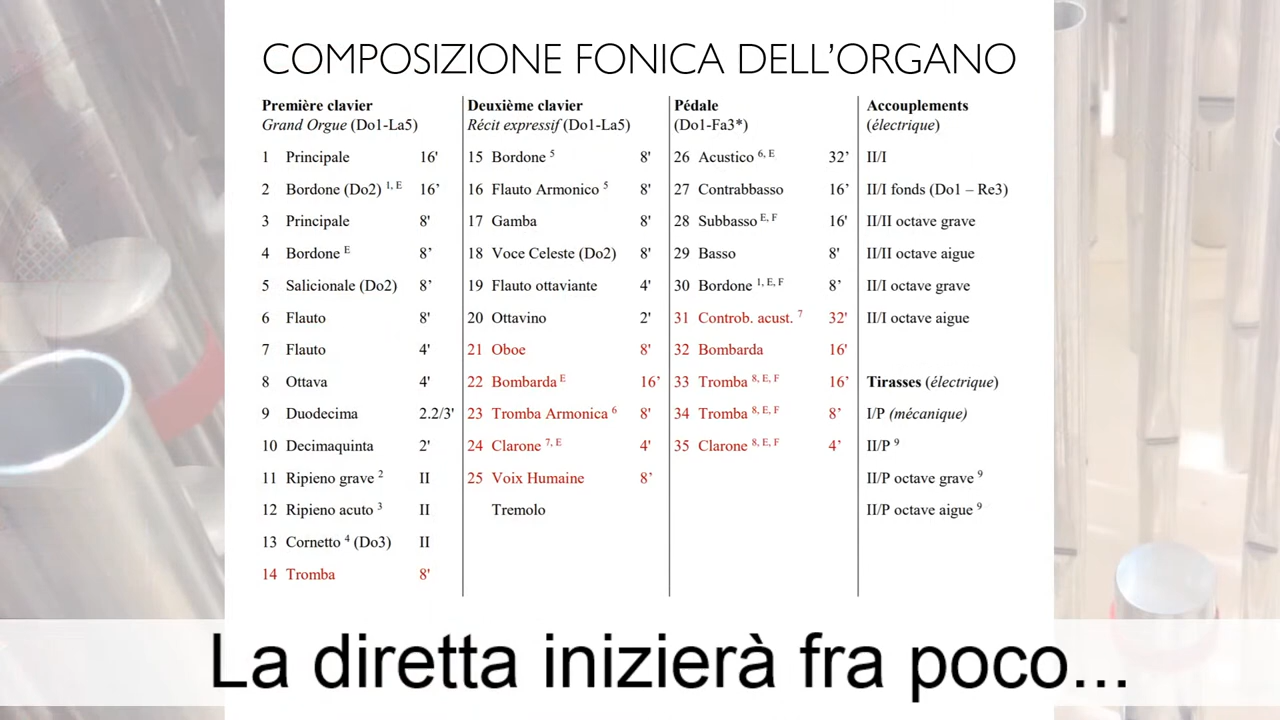 COMPOSIZIONE FONICA DELL'ORGANO
Première clavier
Grand Orgue (Do1-La5)
1 Principale 16'
2 Bordone (Do2) 1, E 16’
3 Principale 8'
4 Bordone E 8’
5 Salicionale (Do2) 8’
6 Flauto 8'
7 Flauto 4'
8 Ottava 4'
9 Duodecima 2.2/3'
10 Decimaquinta 2'
11 Ripieno grave 2 II
12 Ripieno acuto 3 II
13 Cornetto 4 (Do3) II
14 Tromba 8'
Deuxième clavier
Récit expressif (Do1-La5)
15 Bordone 5 8'
16 Flauto Armonico 5 8'
17 Gamba 8'
18 Voce Celeste (Do2) 8'
19 Flauto ottaviante 4'
20 Ottavino 2'
21 Oboe 8'
22 Bombarda E 16’
23 Tromba Armonica 6 8'
24 Clarone 7, E 4'
25 Voix Humaine 8’
Tremolo
Pédale
(Do1-Fa3*)
26 Acustico 6, E 32’
27 Contrabbasso 16’
28 Subbasso E, F 16'
29 Basso 8'
30 Bordone 1, E, F 8’
31 Controb. acust. 7 32'
32 Bombarda 16'
33 Tromba 8, E, F 16’
34 Tromba 8, E, F 8’
35 Clarone 8, E, F 4’
Accouplements
(électrique)
II/I
II/I fonds (Do1 – Re3)
II/II octave grave
II/II octave aigue
II/I octave grave
II/I octave aigue
Tirasses (électrique)
I/P (mécanique)
II/P 9
II/P octave grave 9
II/P octave aigue 9
La diretta inizierà fra poco...